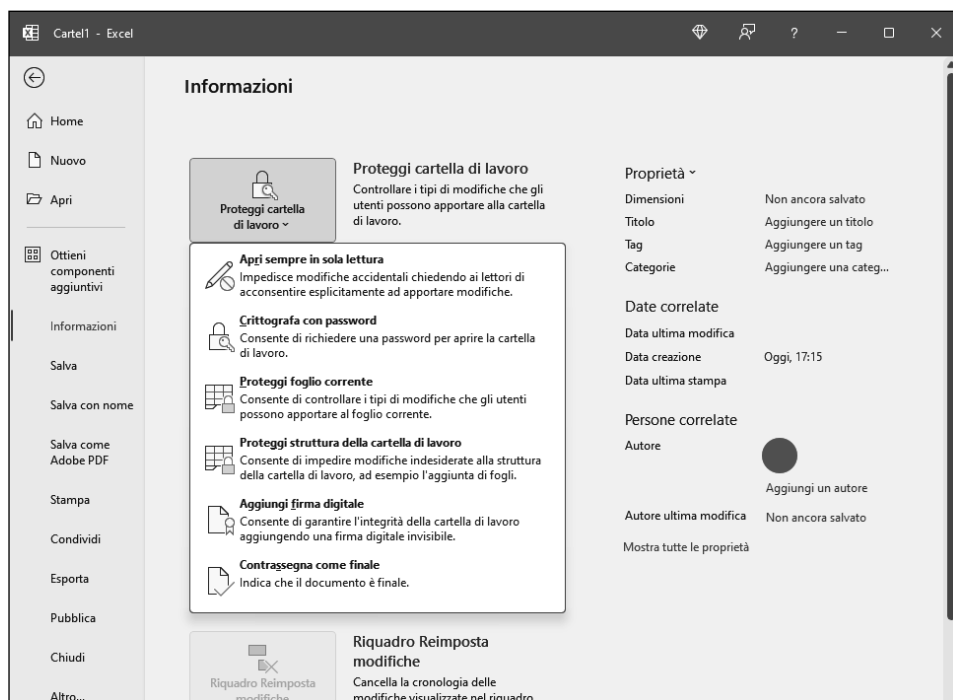 Cartel1 - Excel
?
Informazioni
Home
Nuovo
Apri
Ottieni
componenti
aggiuntivi
Informazioni
Salva
Salva con nome
Salva come
Adobe PDF
Stampa
Condividi
Esporta
Pubblica
Chiudi
Altro...
Proteggi cartella
di lavoro
Proteggi cartella di lavoro
Controllare i tipi di modifiche che gli
utenti possono apportare alla cartella
di lavoro.
Apri sempre in sola lettura
Impedisce modifiche accidentali chiedendo ai lettori di
acconsentire esplicitamente ad apportare modifiche.
Crittografa con password
Consente di richiedere una password per aprire la cartella
di lavoro.
Proteggi foglio corrente
Consente di controllare i tipi di modifiche che gli utenti
possono apportare al foglio corrente.
Proteggi struttura della cartella di lavoro
Consente di impedire modifiche indesiderate alla struttura
della cartella di lavoro, ad esempio l'aggiunta di fogli.
Aggiungi firma digitale
Consente di garantire l'integrità della cartella di lavoro
aggiungendo una firma digitale invisibile.
Contrassegna come finale
Indica che il documento è finale.
Riquadro Reimposta
modifiche
Riquadro Reimposta
modifiche
Cancella la cronologia delle
modifiche visualizzate nel riquadro
Proprietà
Dimensioni Non ancora salvato
Titolo Aggiungere un titolo
Tag Aggiungere un tag
Categorie Aggiungere una categ...
Date correlate
Data ultima modifica
Data creazione Oggi, 17:15
Data ultima stampa
Persone correlate
Autore
Aggiungi un autore
Autore ultima modifica Non ancora salvato
Mostra tutte le proprietà